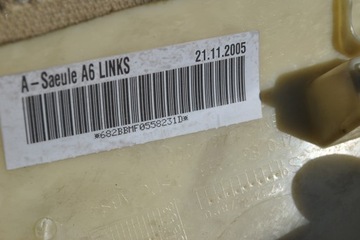 A-Saeule A6 LINKS 21.11.2005
*682BBMF0558231D*